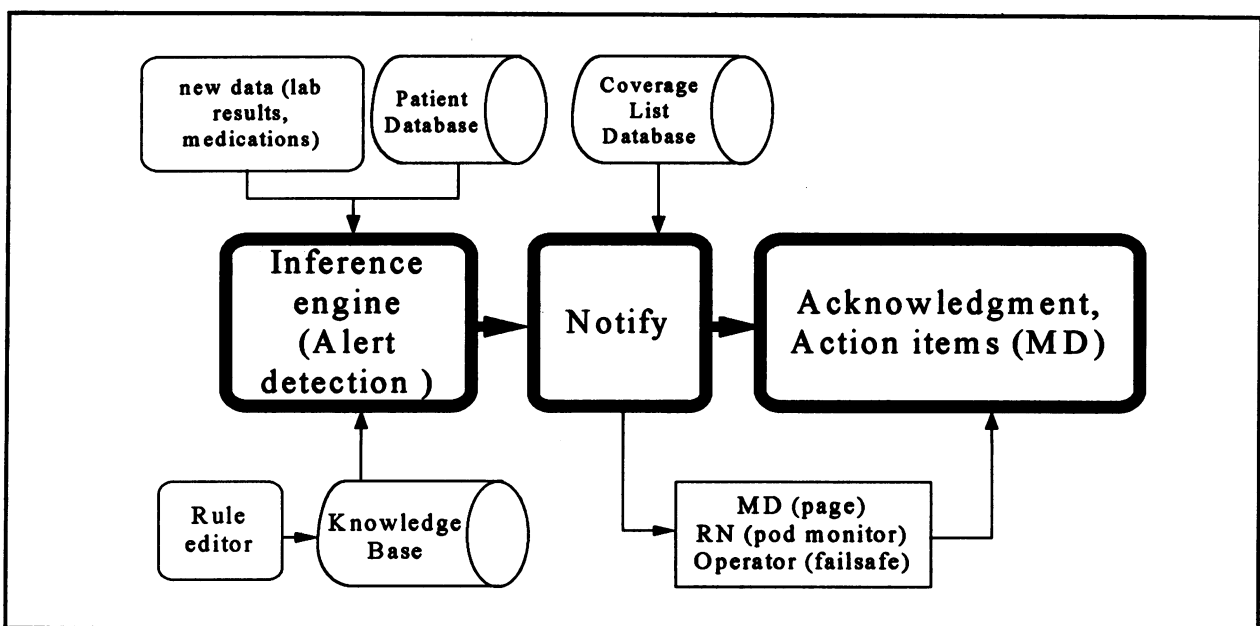 new data (lab
results,
medications)
Patient
Database
Coverage
List
Database
Inference
engine
(Alert
detection )
Notify
Acknowledgment,
Action items (MD)
Rule
editor
Knowledge
Base
MD (page)
RN (pod monitor)
Operator (failsafe)